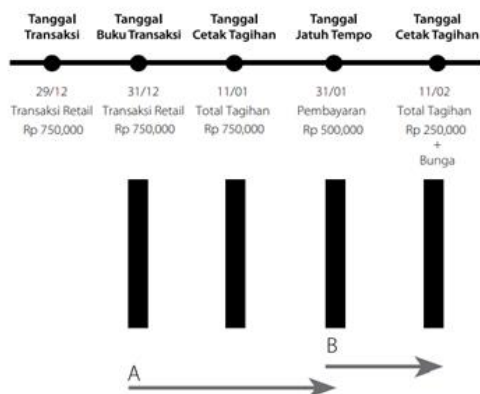 Tanggal
Transaksi
Tanggal
Buku Transaksi
Tanggal
Cetak Tagihan
Tanggal
Jatuh Tempo
Tanggal
Cetak Tagihan
29/12
Transaksi Retail
Rp 750,000
31/12
Transaksi Retail
Rp 750,000
11/01
Total Tagihan
Rp 750,000
31/01
Pembayaran
Rp 500,000
11/02
Total Tagihan
Rp 250,000
+
Bunga
B
A